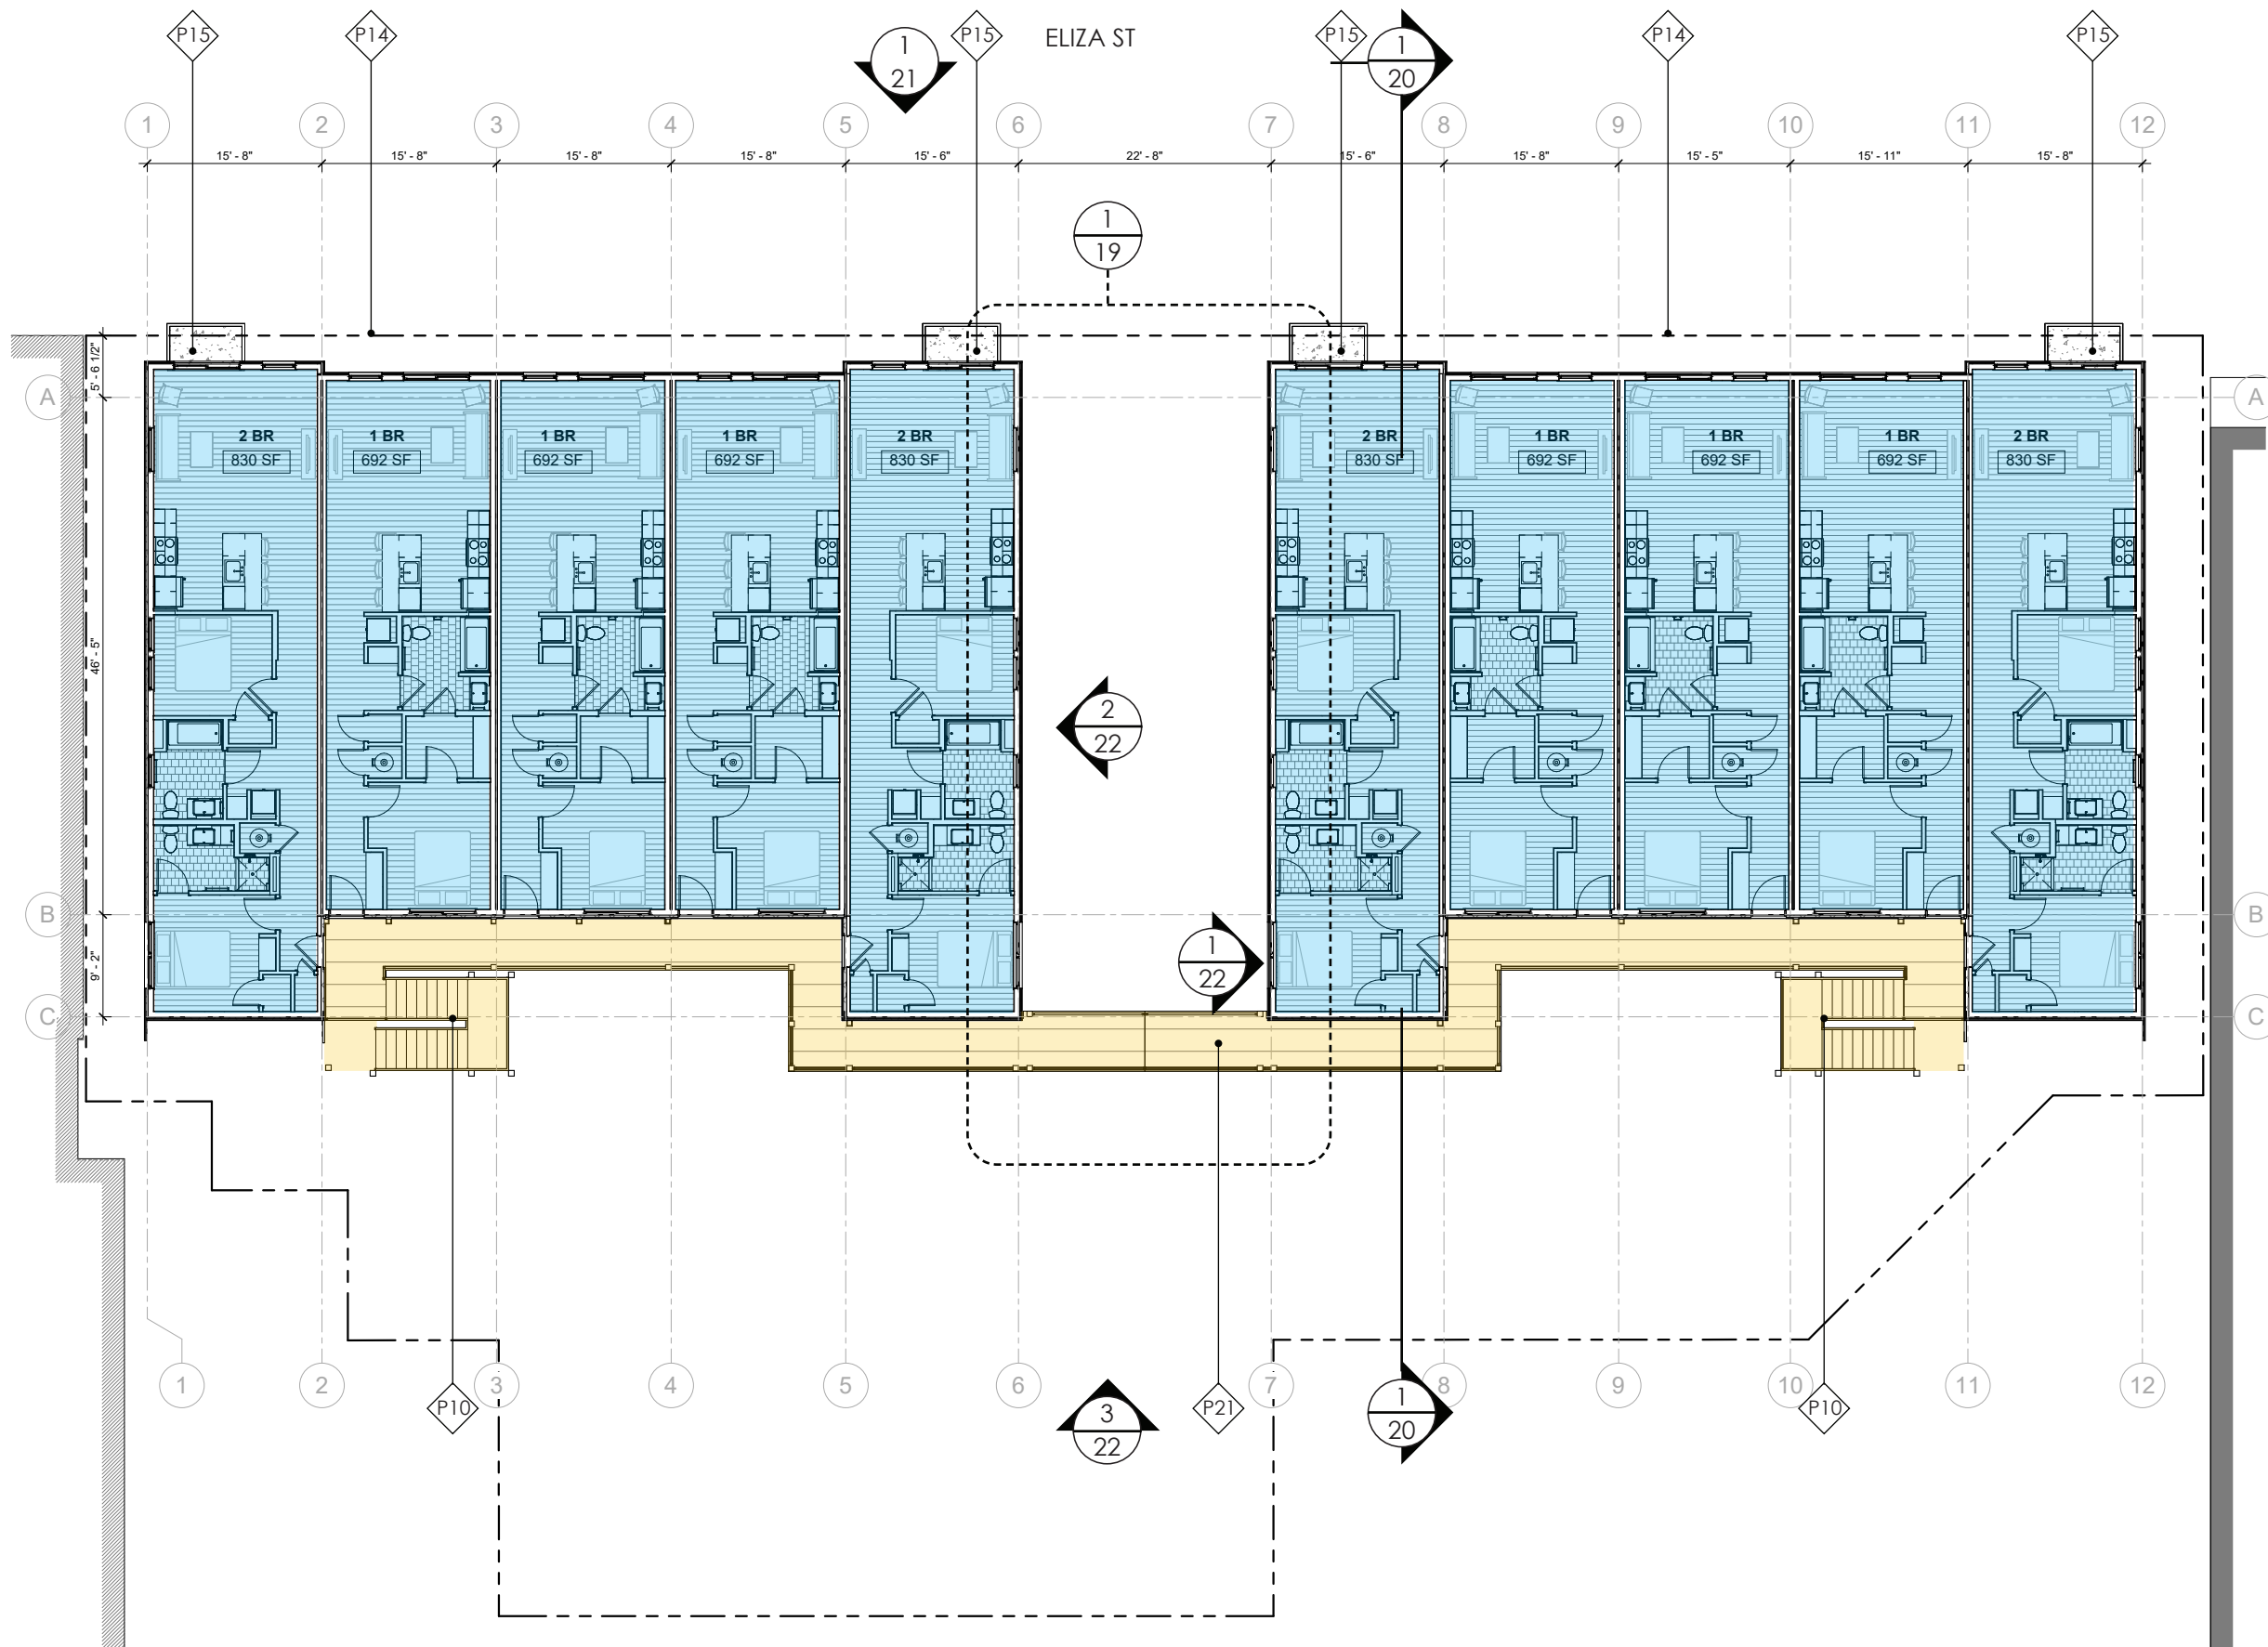 P15 P14 1 21 P15 ELIZA ST P15 1 20 P14 P15
1 2 3 4 5 6 7 8 9 10 11 12
15' - 8" 15' - 8" 15' - 8" 15' - 8" 15' - 6" 22' - 8" 15' - 6" 15' - 8" 15' - 5" 15' - 11" 15' - 8"
1
19
5' - 6 1/2"
A A
2 BR 1 BR 1 BR 1 BR 2 BR 2 BR 1 BR 1 BR 1 BR 2 BR
830 SF 692 SF 692 SF 692 SF 830 SF 830 SF 692 SF 692 SF 692 SF 830 SF
46' - 5"
2
22
B B
1
22
9' - 2"
C C
1 2 3 4 5 6 7 8 9 10 11 12
P10 3 22 P21 1 20 P10